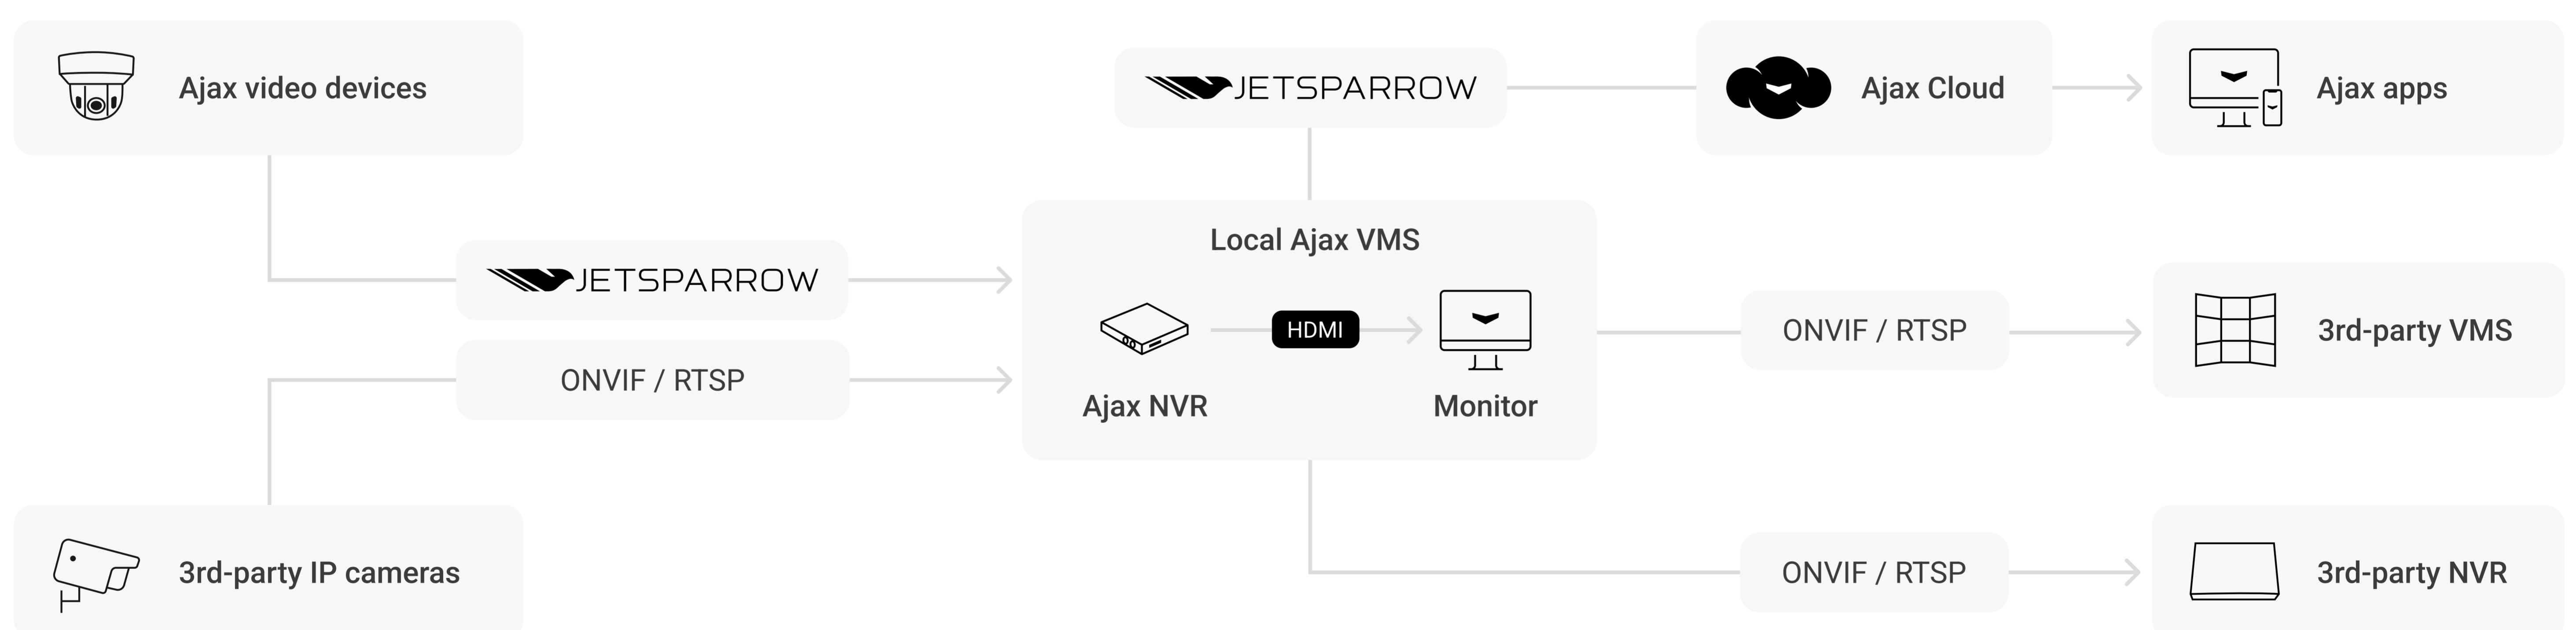 Ajax video devices
JETSPARROW
Ajax Cloud
Ajax apps
Local Ajax VMS
JETSPARROW
HDMI
ONVIF / RTSP
3rd-party VMS
ONVIF / RTSP
Ajax NVR
Monitor
3rd-party IP cameras
ONVIF / RTSP
3rd-party NVR